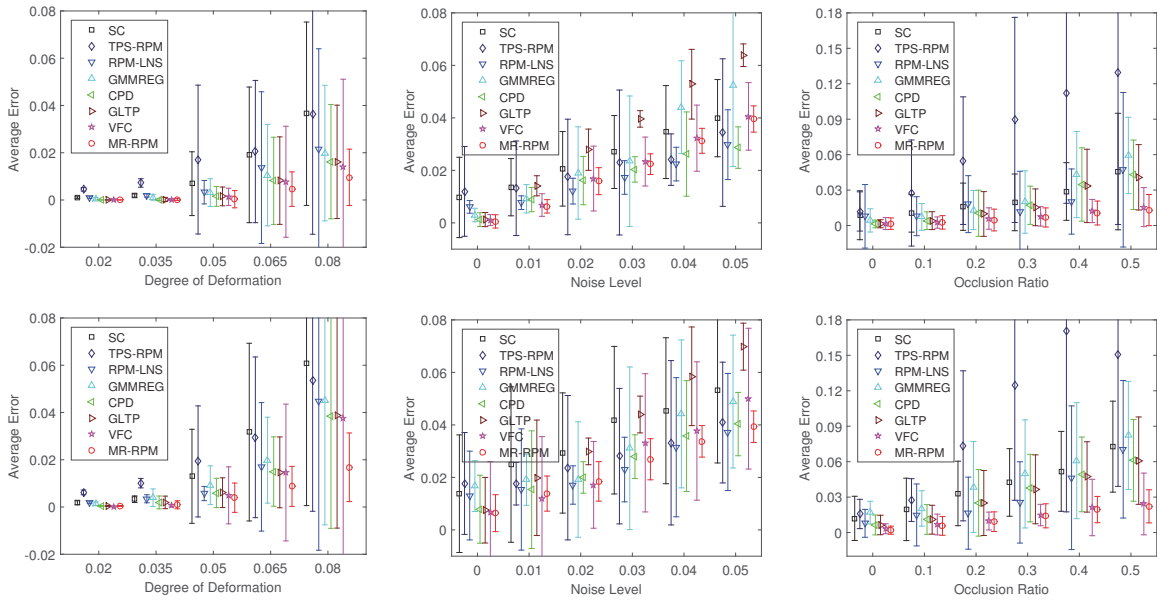 0.08
0.06
0.04
0.02
0
-0.02
Average Error
SC
TPS-RPM
RPM-LNS
GMMREG
CPD
GLTP
VFC
MR-RPM
0.02 0.035 0.05 0.065 0.08
Degree of Deformation
0.08
0.06
0.04
0.02
0
Average Error
SC
TPS-RPM
RPM-LNS
GMMREG
CPD
GLTP
VFC
MR-RPM
0 0.01 0.02 0.03 0.04 0.05
Noise Level
0.18
0.15
0.12
0.09
0.06
0.03
0
Average Error
SC
TPS-RPM
RPM-LNS
GMMREG
CPD
GLTP
VFC
MR-RPM
0 0.1 0.2 0.3 0.4 0.5
Occlusion Ratio
0.08
0.06
0.04
0.02
0
-0.02
Average Error
SC
TPS-RPM
RPM-LNS
GMMREG
CPD
GLTP
VFC
MR-RPM
0.02 0.035 0.05 0.065 0.08
Degree of Deformation
0.08
0.06
0.04
0.02
0
Average Error
SC
TPS-RPM
RPM-LNS
GMMREG
CPD
GLTP
VFC
MR-RPM
0 0.01 0.02 0.03 0.04 0.05
Noise Level
0.18
0.15
0.12
0.09
0.06
0.03
0
Average Error
SC
TPS-RPM
RPM-LNS
GMMREG
CPD
GLTP
VFC
MR-RPM
0 0.1 0.2 0.3 0.4 0.5
Occlusion Ratio